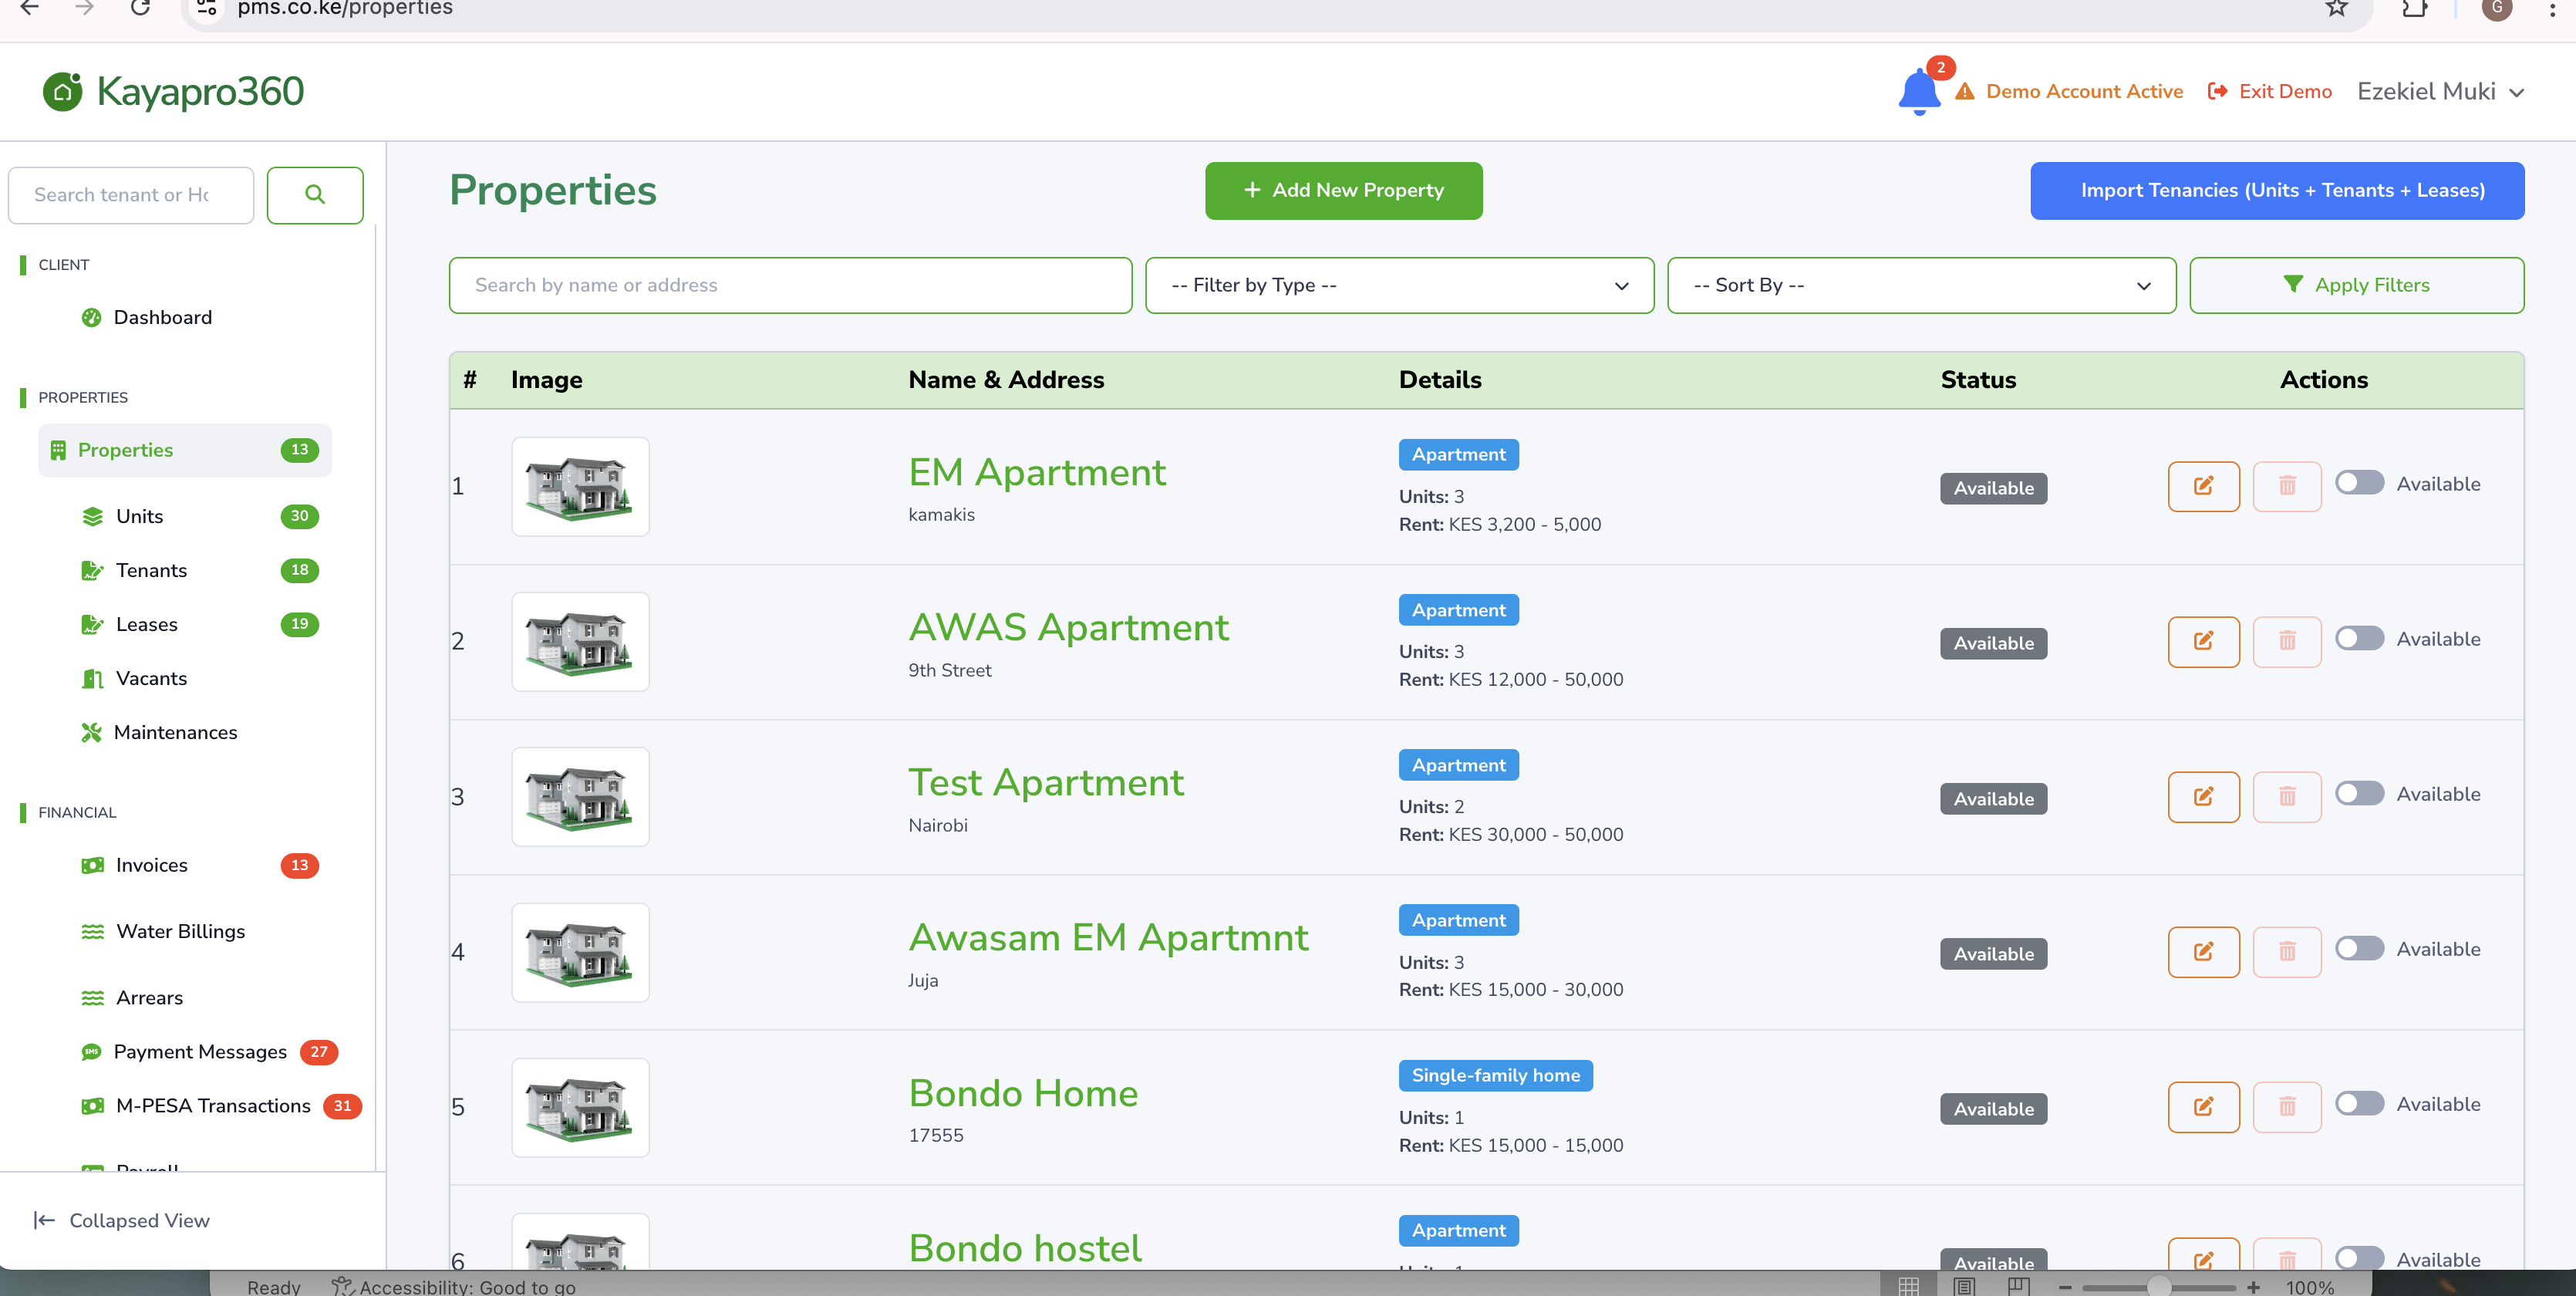 pms.co.ke/properties
G
Kayapro360
2
Demo Account Active
Exit Demo
Ezekiel Muki
Search tenant or Hc
CLIENT
Dashboard
PROPERTIES
Properties 13
Units 30
Tenants 18
Leases 19
Vacants
Maintenances
FINANCIAL
Invoices 13
Water Billings
Arrears
SMS Payment Messages 27
M-PESA Transactions 31
Payroll
Collapsed View
Properties
+ Add New Property
Import Tenancies (Units + Tenants + Leases)
Search by name or address
-- Filter by Type --
-- Sort By --
Apply Filters
# Image Name & Address Details Status Actions
1
EM Apartment
kamakis
Apartment
Units: 3
Rent: KES 3,200 - 5,000
Available
Available
2
AWAS Apartment
9th Street
Apartment
Units: 3
Rent: KES 12,000 - 50,000
Available
Available
3
Test Apartment
Nairobi
Apartment
Units: 2
Rent: KES 30,000 - 50,000
Available
Available
4
Awasam EM Apartmnt
Juja
Apartment
Units: 3
Rent: KES 15,000 - 30,000
Available
Available
5
Bondo Home
17555
Single-family home
Units: 1
Rent: KES 15,000 - 15,000
Available
Available
6
Bondo hostel
Apartment
Available
Available
Ready
Accessibility: Good to go
100%